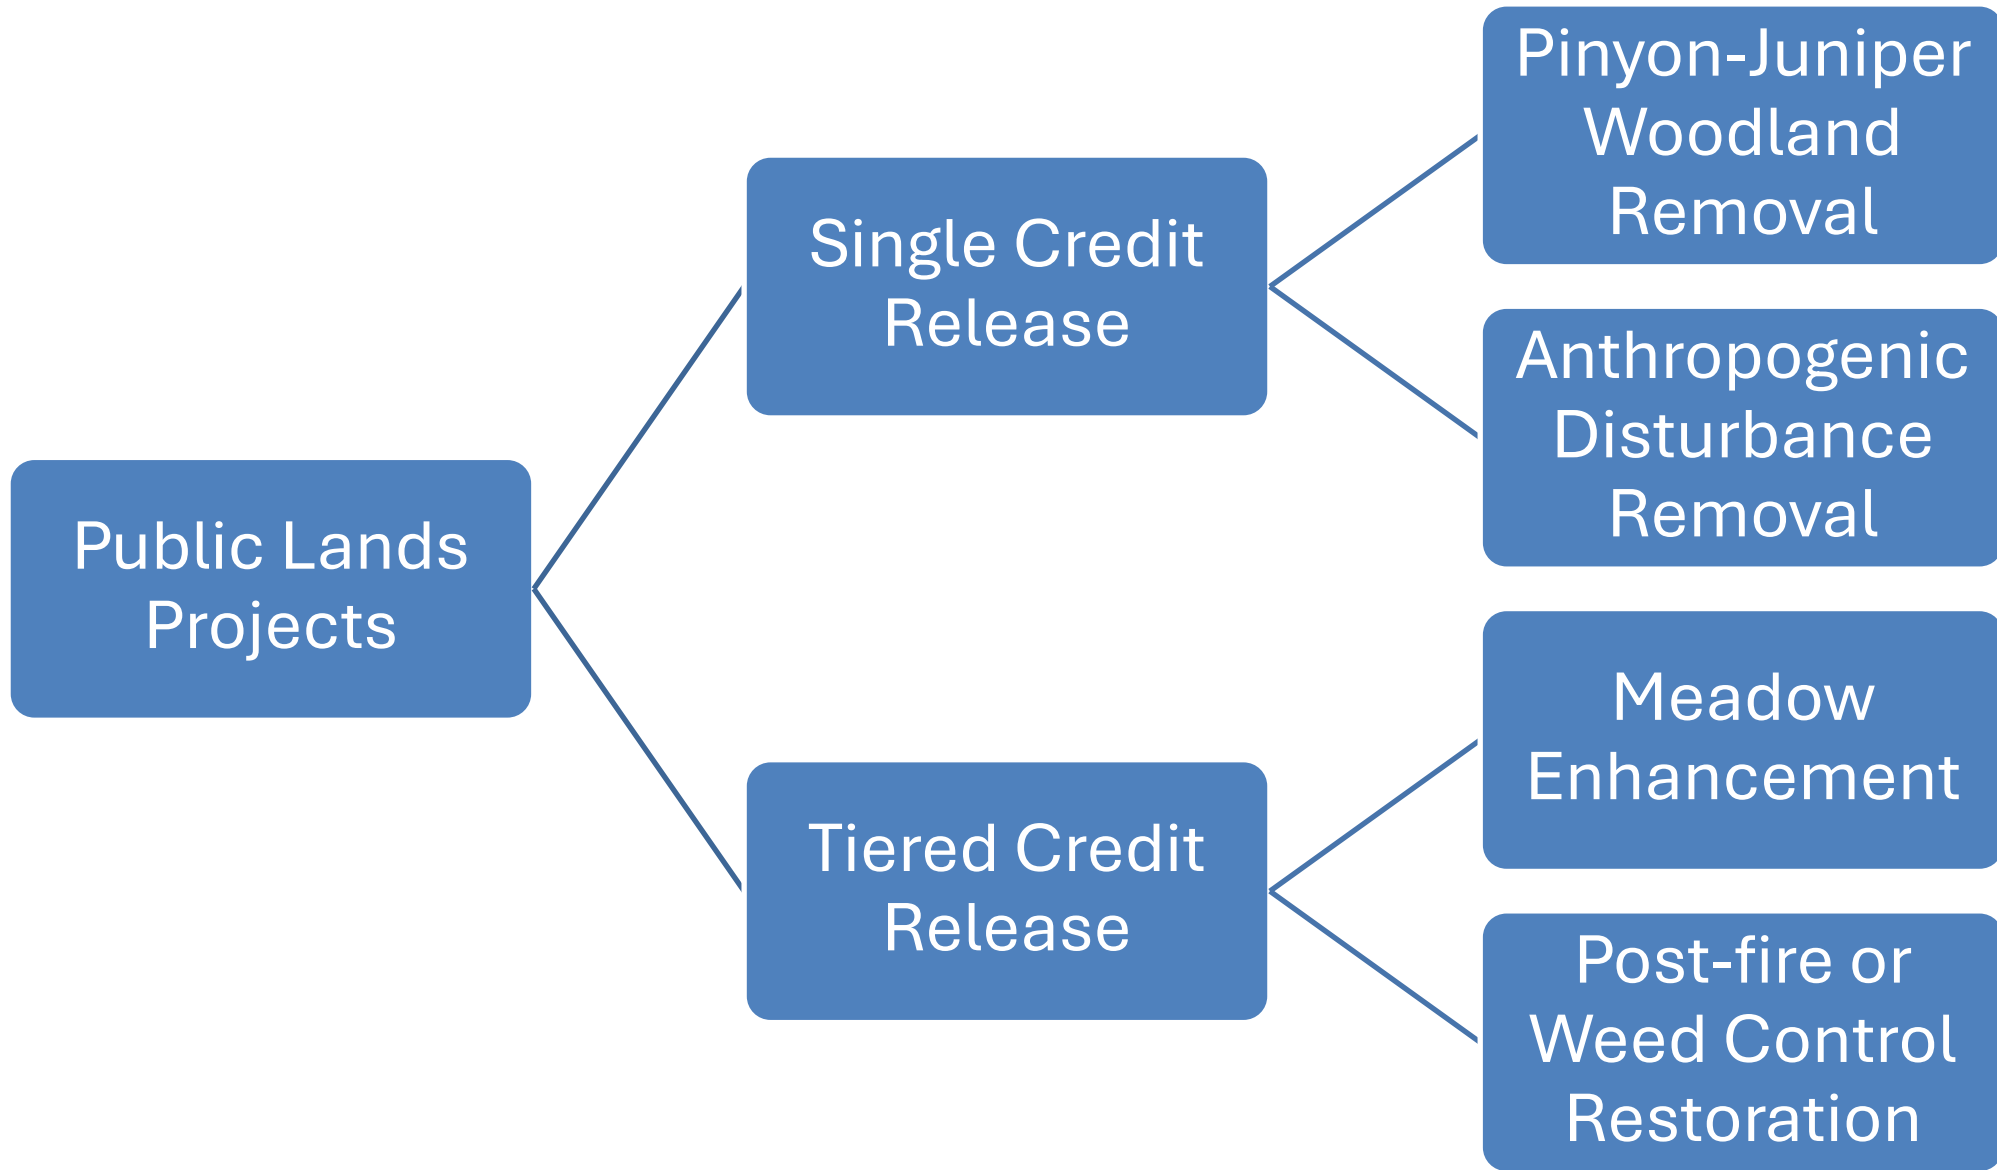 Public Lands
Projects
Single Credit
Release
Pinyon-Juniper
Woodland
Removal
Anthropogenic
Disturbance
Removal
Tiered Credit
Release
Meadow
Enhancement
Post-fire or
Weed Control
Restoration